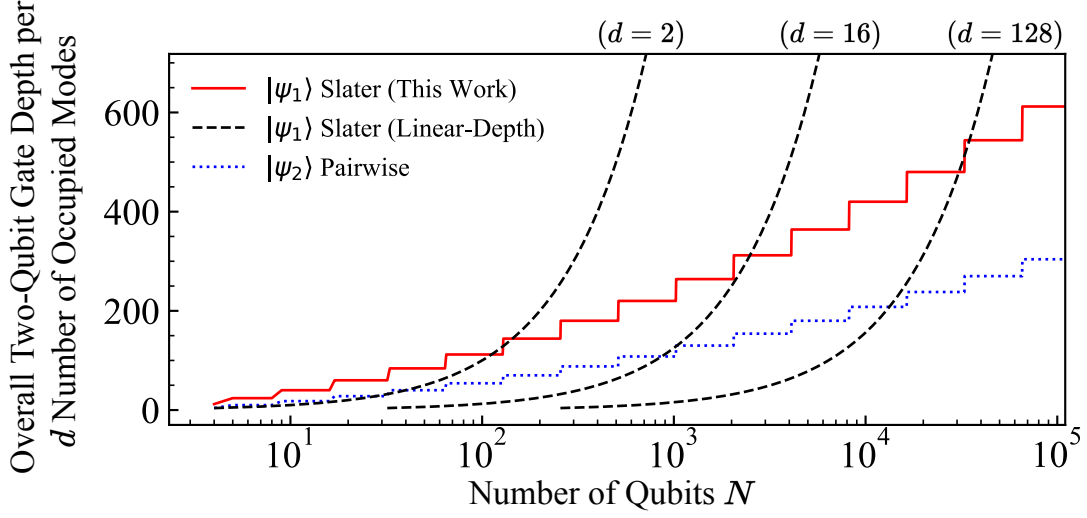 (d = 2)
(d = 16)
(d = 128)
Overall Two-Qubit Gate Depth per
d Number of Occupied Modes
600
400
200
0
|ψ₁⟩ Slater (This Work)
|ψ₁⟩ Slater (Linear-Depth)
|ψ₂⟩ Pairwise
10¹
10²
10³
10⁴
10⁵
Number of Qubits N